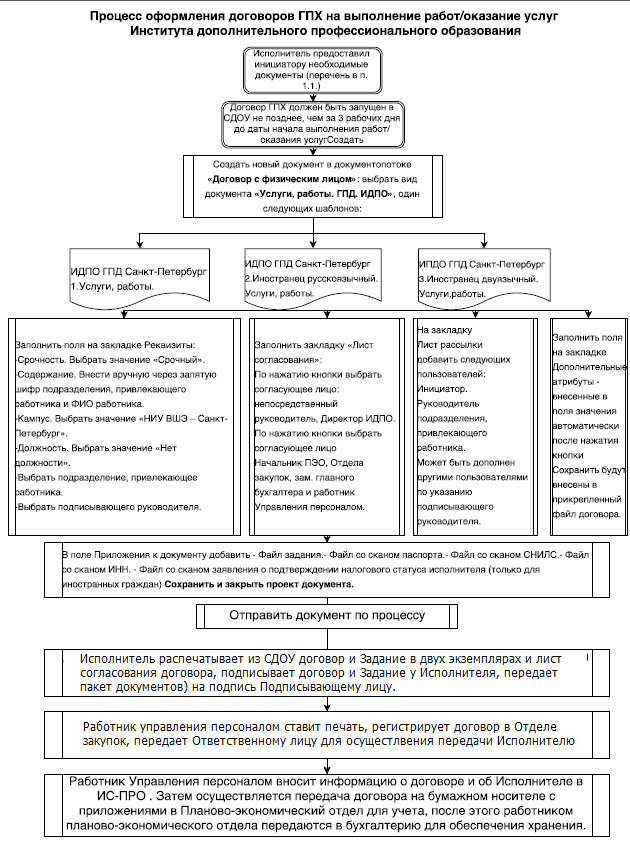 Процесс оформления договоров ГПХ на выполнение работ/оказание услуг
Института дополнительного профессионального образования
Исполнитель предоставил
инициатору необходимые
документы (перечень в п.
1.1.)
Договор ГПХ должен быть запущен в
СДОУ не позднее, чем за 3 рабочих дня
до даты начала выполнения работ/
оказания услугСоздать
Создать новый документ в документопотоке
«Договор с физическим лицом»: выбрать вид
документа «Услуги, работы. ГПД. ИДПО», один
следующих шаблонов:
ИДПО ГПД Санкт-Петербург
1.Услуги, работы.
ИДПО ГПД Санкт-Петербург
2.Иностранец русскоязычный.
Услуги, работы.
ИПДО ГПД Санкт-Петербург
3.Иностранец двуязычный.
Услуги,работы.
Заполнить поля на закладке Реквизиты:
-Срочность. Выбрать значение «Срочный».
-Содержание. Внести вручную через запятую
шифр подразделения, привлекающего
работника и ФИО работника.
-Кампус. Выбрать значение «НИУ ВШЭ – Санкт-
Петербург».
-Должность. Выбрать значение «Нет
должности».
-Выбрать подразделение, привлекающее
работника.
-Выбрать подписывающего руководителя.
Заполнить закладку «Лист
согласования»:
По нажатию кнопки выбрать
согласующее лицо:
непосредственный
руководитель, Директор ИДПО.
По нажатию кнопки выбрать
согласующее лицо
Начальник ПЭО, Отдела
закупок, зам. главного
бухгалтера и работник
Управления персоналом.
На закладку
Лист рассылки
добавить следующих
пользователей:
Инициатор.
Руководитель
подразделения,
привлекающего
работника.
Может быть дополнен
другими пользователями
по указанию
подписывающего
руководителя.
Заполнить поля
на закладке
Дополнительные
атрибуты -
внесенные в
поля значения
автоматически
после нажатия
кнопки
Сохранить будут
внесены в
прикрепленный
файл договора.
В поле Приложения к документу добавить - Файл задания.- Файл со сканом паспорта.- Файл со сканом СНИЛС.- Файл
со сканом ИНН. - Файл со сканом заявления о подтверждении налогового статуса исполнителя (только для
иностранных граждан) Сохранить и закрыть проект документа.
Отправить документ по процессу
Исполнитель распечатывает из СДОУ договор и Задание в двух экземплярах и лист
согласования договора, подписывает договор и Задание у Исполнителя, передает
пакет документов) на подпись Подписывающему лицу.
Работник управления персоналом ставит печать, регистрирует договор в Отделе
закупок, передает Ответственному лицу для осуществления передачи Исполнителю
Работник Управления персоналом вносит информацию о договоре и об Исполнителе в
ИС-ПРО . Затем осуществляется передача договора на бумажном носителе с
приложениями в Планово-экономический отдел для учета, после этого работником
планово-экономического отдела передаются в бухгалтерию для обеспечения хранения.